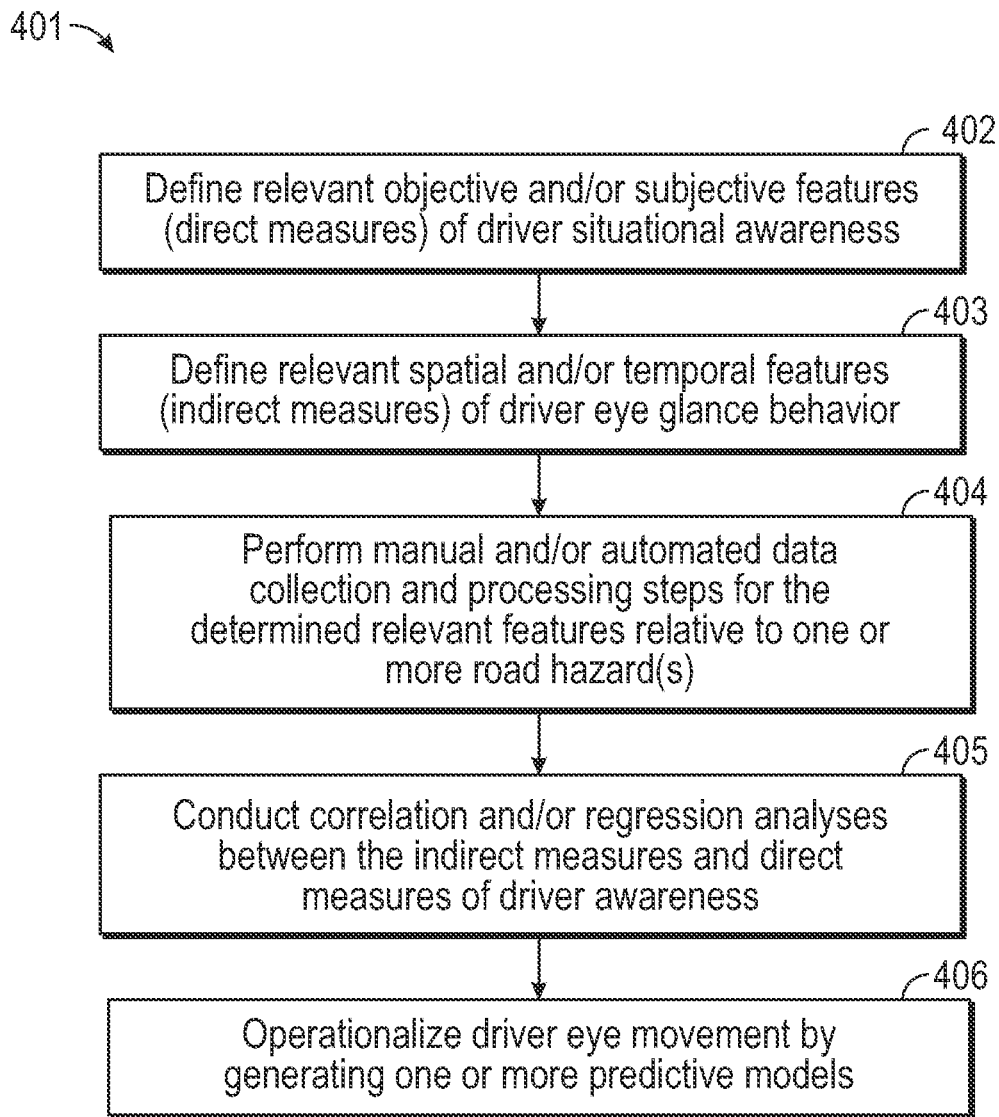 401
402
Define relevant objective and/or subjective features
(direct measures) of driver situational awareness
403
Define relevant spatial and/or temporal features
(indirect measures) of driver eye glance behavior
404
Perform manual and/or automated data
collection and processing steps for the
determined relevant features relative to one or
more road hazard(s)
405
Conduct correlation and/or regression analyses
between the indirect measures and direct
measures of driver awareness
406
Operationalize driver eye movement by
generating one or more predictive models